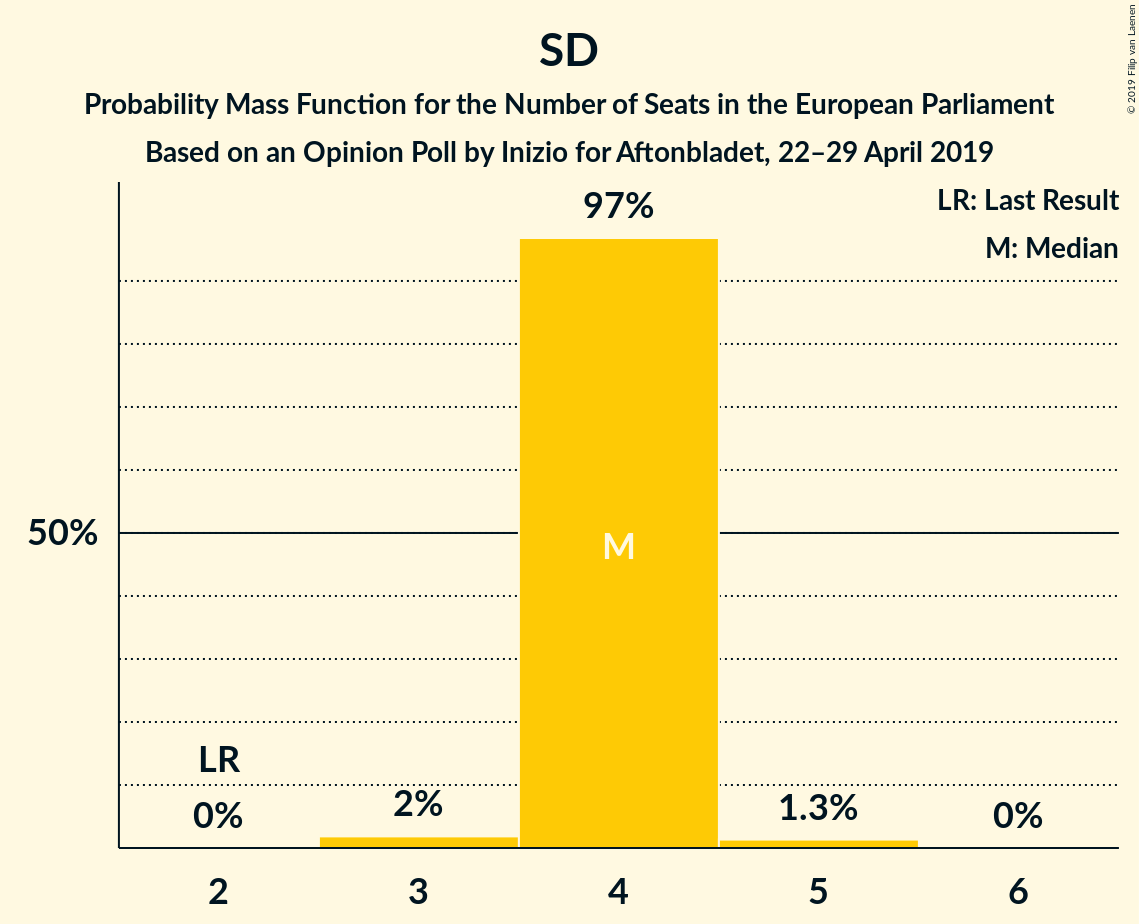 SD
Probability Mass Function for the Number of Seats in the European Parliament
Based on an Opinion Poll by Inizio for Aftonbladet, 22–29 April 2019
© 2019 Filip van Laenen
LR: Last Result
M: Median
97%
50%
M
LR
0%
2%
1.3%
0%
2
3
4
5
6